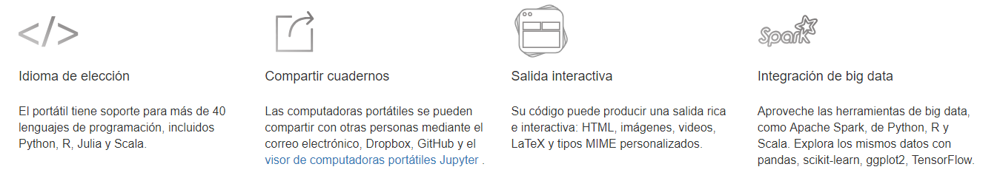 </>
Idioma de elección
El portátil tiene soporte para más de 40
lenguajes de programación, incluidos
Python, R, Julia y Scala.
Compartir cuadernos
Las computadoras portátiles se pueden
compartir con otras personas mediante el
correo electrónico, Dropbox, GitHub y el
visor de computadoras portátiles Jupyter .
Salida interactiva
Su código puede producir una salida rica
e interactiva: HTML, imágenes, videos,
LaTeX y tipos MIME personalizados.
Spark
Integración de big data
Aproveche las herramientas de big data,
como Apache Spark, de Python, R y
Scala. Explora los mismos datos con
pandas, scikit-learn, ggplot2, TensorFlow.